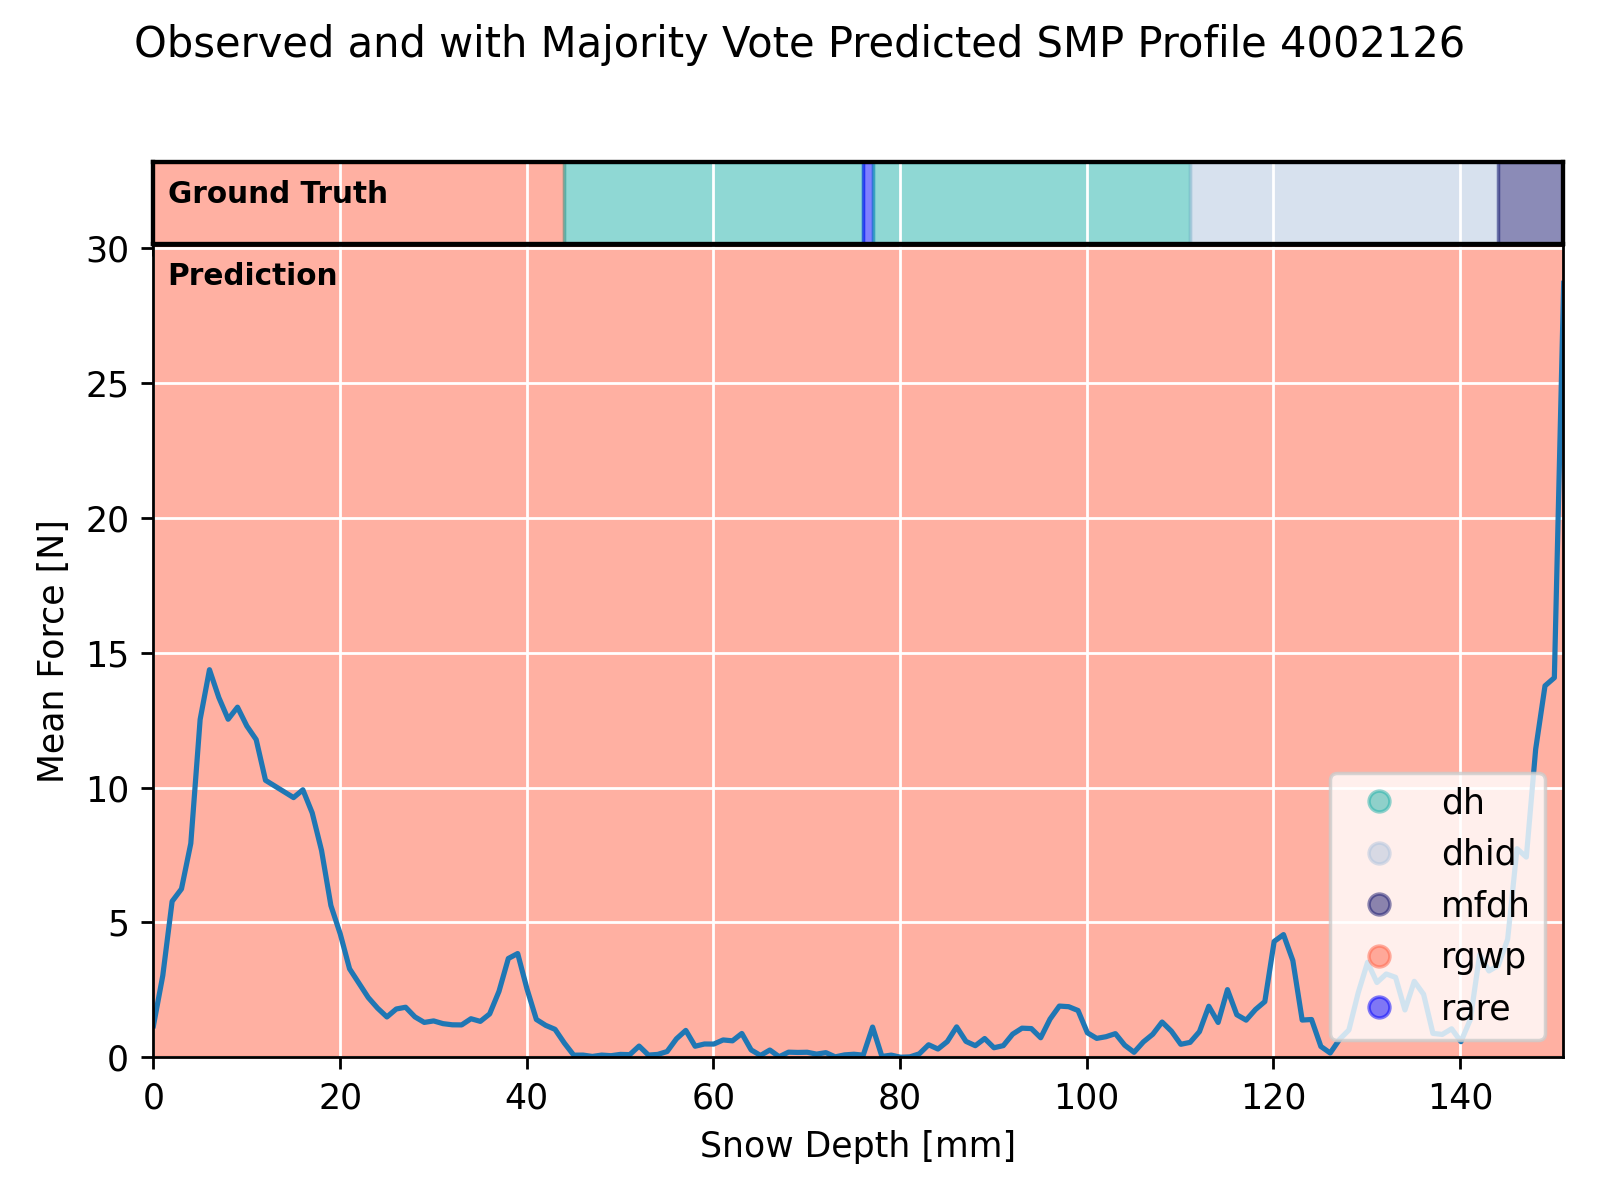 Observed and with Majority Vote Predicted SMP Profile 4002126
Ground Truth
Prediction
30
25
20
15
10
5
0
Mean Force [N]
dh
dhid
mfdh
rgwp
rare
0 20 40 60 80 100 120 140
Snow Depth [mm]